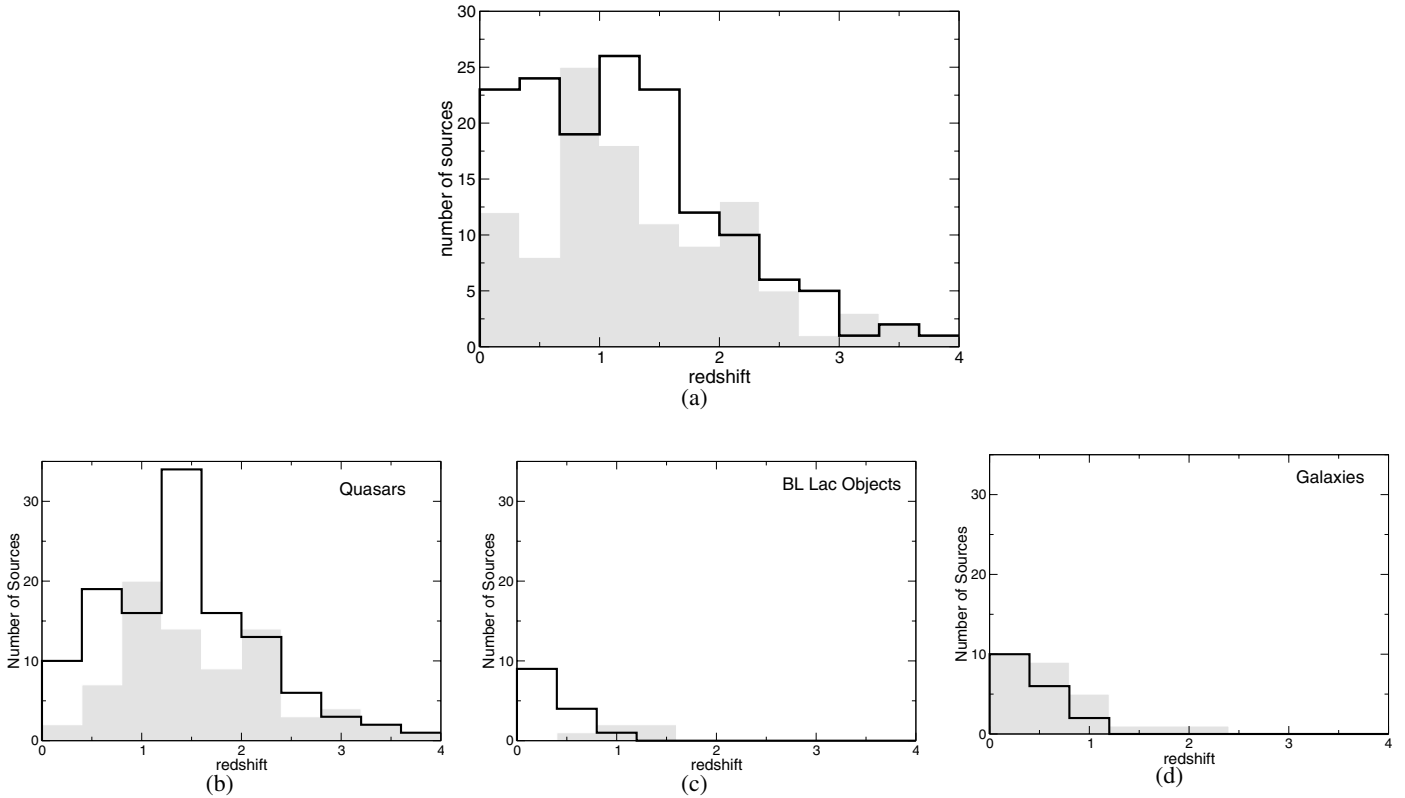 30
25
20
15
10
5
0
number of sources
0 1 2 3 4
redshift
(a)
Quasars
30
20
10
0
Number of Sources
0 1 2 3 4
redshift
(b)
BL Lac Objects
30
20
10
0
Number of Sources
0 1 2 3 4
redshift
(c)
Galaxies
30
20
10
0
Number of Sources
0 1 2 3 4
redshift
(d)